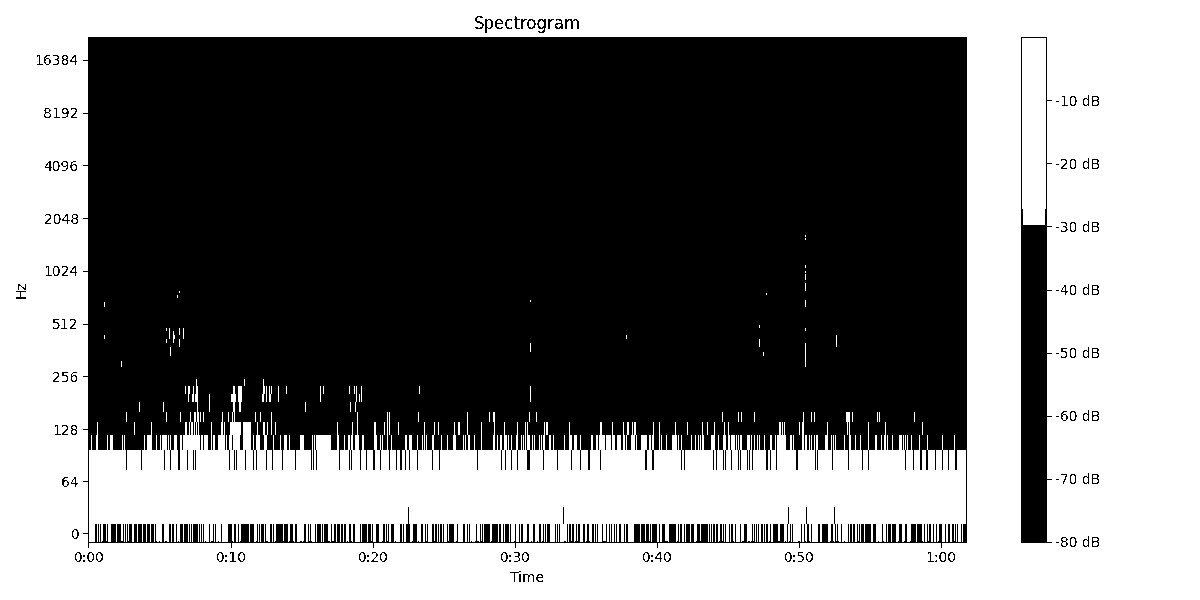 Spectrogram
16384
8192
4096
2048
1024
512
256
128
64
0
Hz
0:00 0:10 0:20 0:30 0:40 0:50 1:00
Time
-10 dB
-20 dB
-30 dB
-40 dB
-50 dB
-60 dB
-70 dB
-80 dB